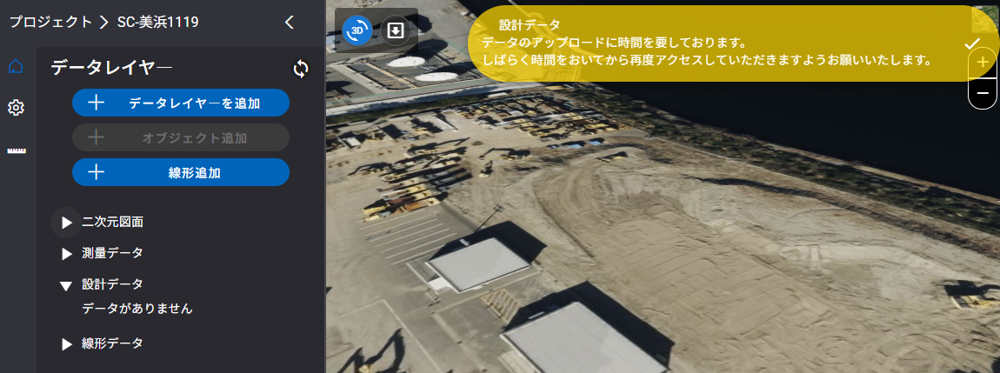 プロジェクト > SC-美浜1119
データレイヤー
データレイヤーを追加
オブジェクト追加
線形追加
二次元図面
測量データ
設計データ
データがありません
線形データ
3D
設計データ
データのアップロードに時間を要しております。
しばらく時間をおいてから再度アクセスしていただきますようお願いいたします。
+
−